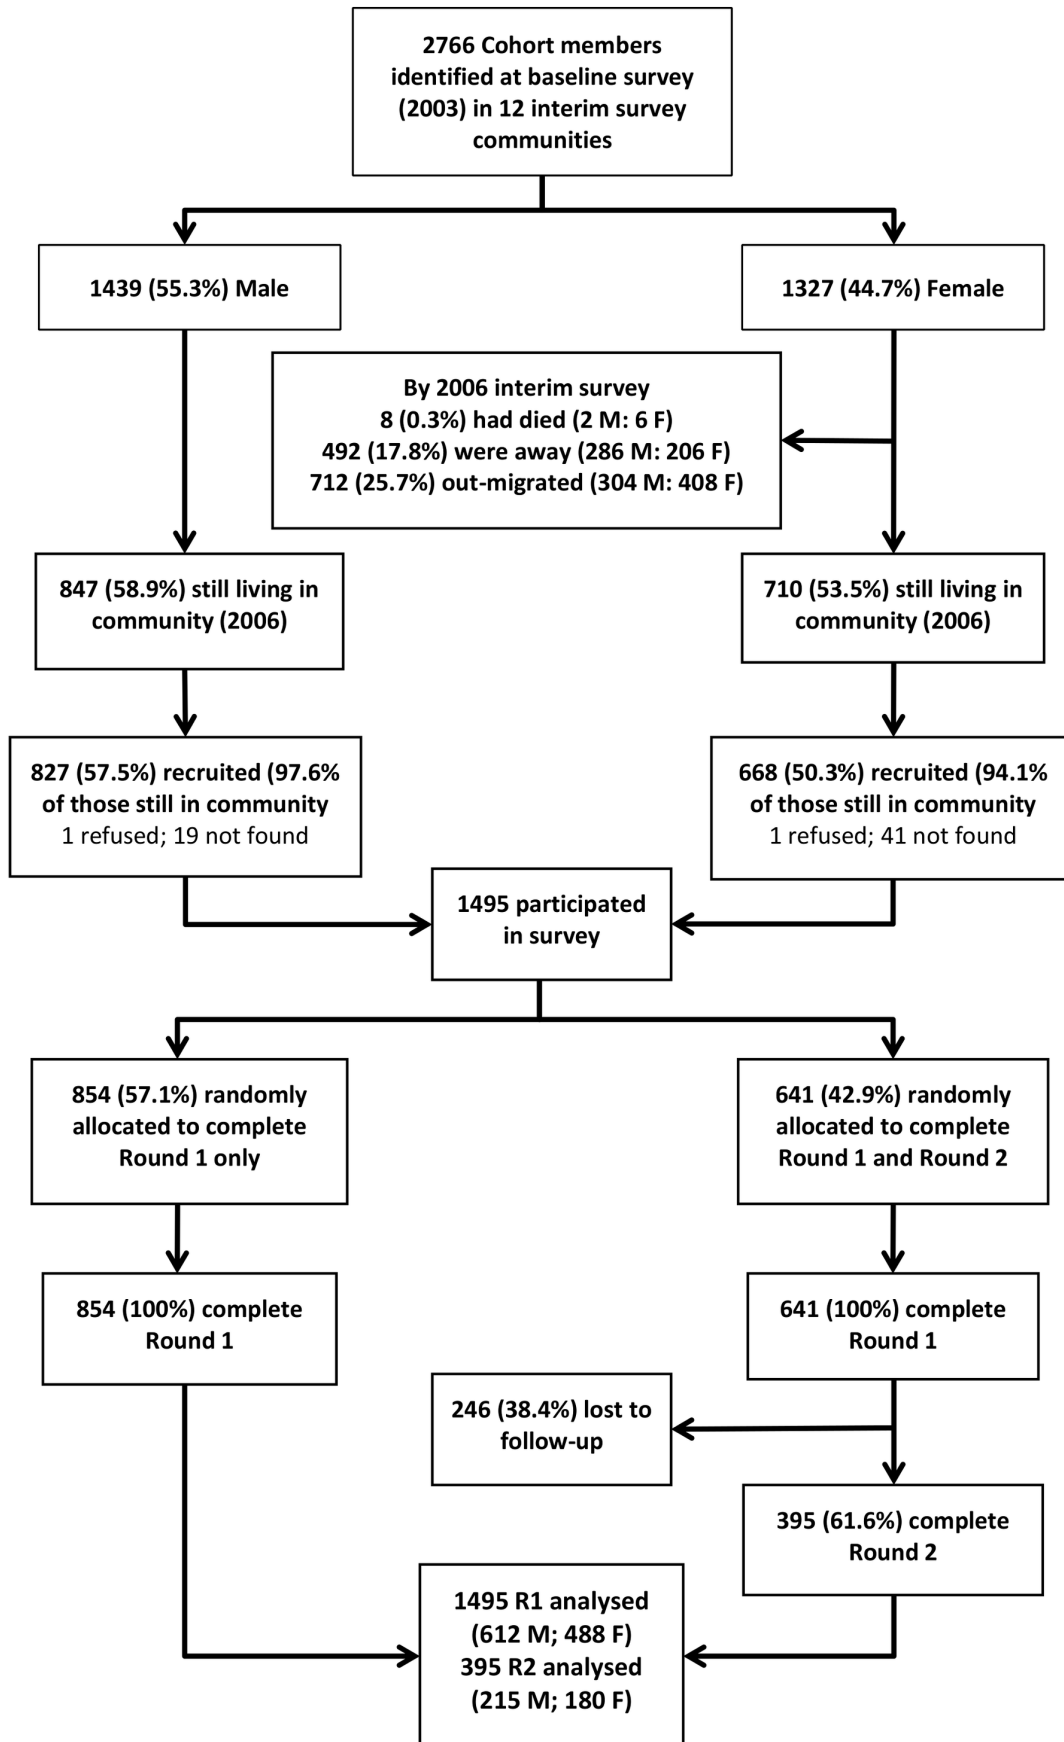 2766 Cohort members
identified at baseline survey
(2003) in 12 interim survey
communities
1439 (55.3%) Male
1327 (44.7%) Female
By 2006 interim survey
8 (0.3%) had died (2 M: 6 F)
492 (17.8%) were away (286 M: 206 F)
712 (25.7%) out-migrated (304 M: 408 F)
847 (58.9%) still living in
community (2006)
710 (53.5%) still living in
community (2006)
827 (57.5%) recruited (97.6%
of those still in community
1 refused; 19 not found
668 (50.3%) recruited (94.1%
of those still in community
1 refused; 41 not found
1495 participated
in survey
854 (57.1%) randomly
allocated to complete
Round 1 only
641 (42.9%) randomly
allocated to complete
Round 1 and Round 2
854 (100%) complete
Round 1
641 (100%) complete
Round 1
246 (38.4%) lost to
follow-up
395 (61.6%) complete
Round 2
1495 R1 analysed
(612 M; 488 F)
395 R2 analysed
(215 M; 180 F)